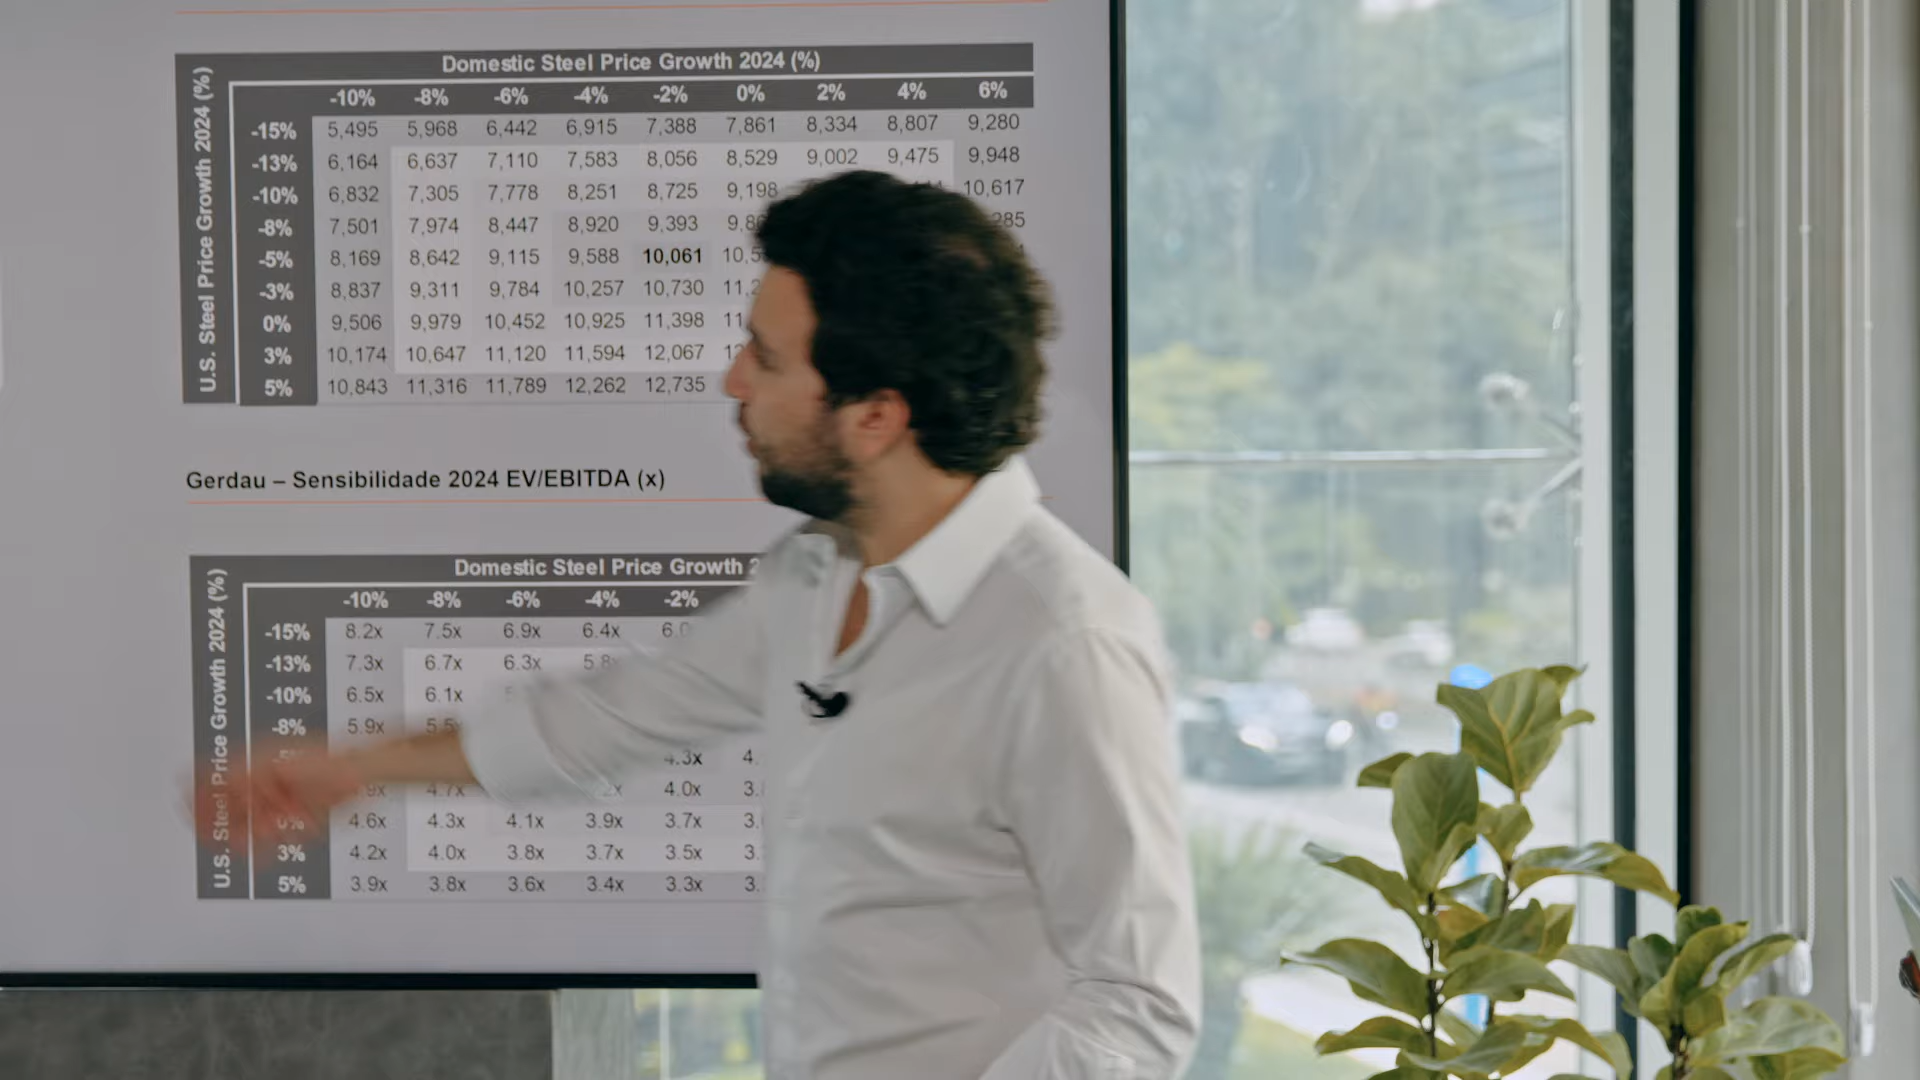 Domestic Steel Price Growth 2024 (%)
U.S. Steel Price Growth 2024 (%)
-10% -8% -6% -4% -2% 0% 2% 4% 6%
-15% 5,495 5,968 6,442 6,915 7,388 7,861 8,334 8,807 9,280
-13% 6,164 6,637 7,110 7,583 8,056 8,529 9,002 9,475 9,948
-10% 6,832 7,305 7,778 8,251 8,725 9,198 10,617
-8% 7,501 7,974 8,447 8,920 9,393
-5% 8,169 8,642 9,115 9,588 10,061
-3% 8,837 9,311 9,784 10,257 10,730
0% 9,506 9,979 10,452 10,925 11,398
3% 10,174 10,647 11,120 11,594 12,067
5% 10,843 11,316 11,789 12,262 12,735
Gerdau – Sensibilidade 2024 EV/EBITDA (x)
Domestic Steel Price Growth
U.S. Steel Price Growth 2024 (%)
-10% -8% -6% -4% -2%
-15% 8.2x 7.5x 6.9x 6.4x
-13% 7.3x 6.7x 6.3x
-10% 6.5x 6.1x
-8% 5.9x
4.3x
4.7x 4.0x
0% 4.6x 4.3x 4.1x 3.9x 3.7x
3% 4.2x 4.0x 3.8x 3.7x 3.5x
5% 3.9x 3.8x 3.6x 3.4x 3.3x